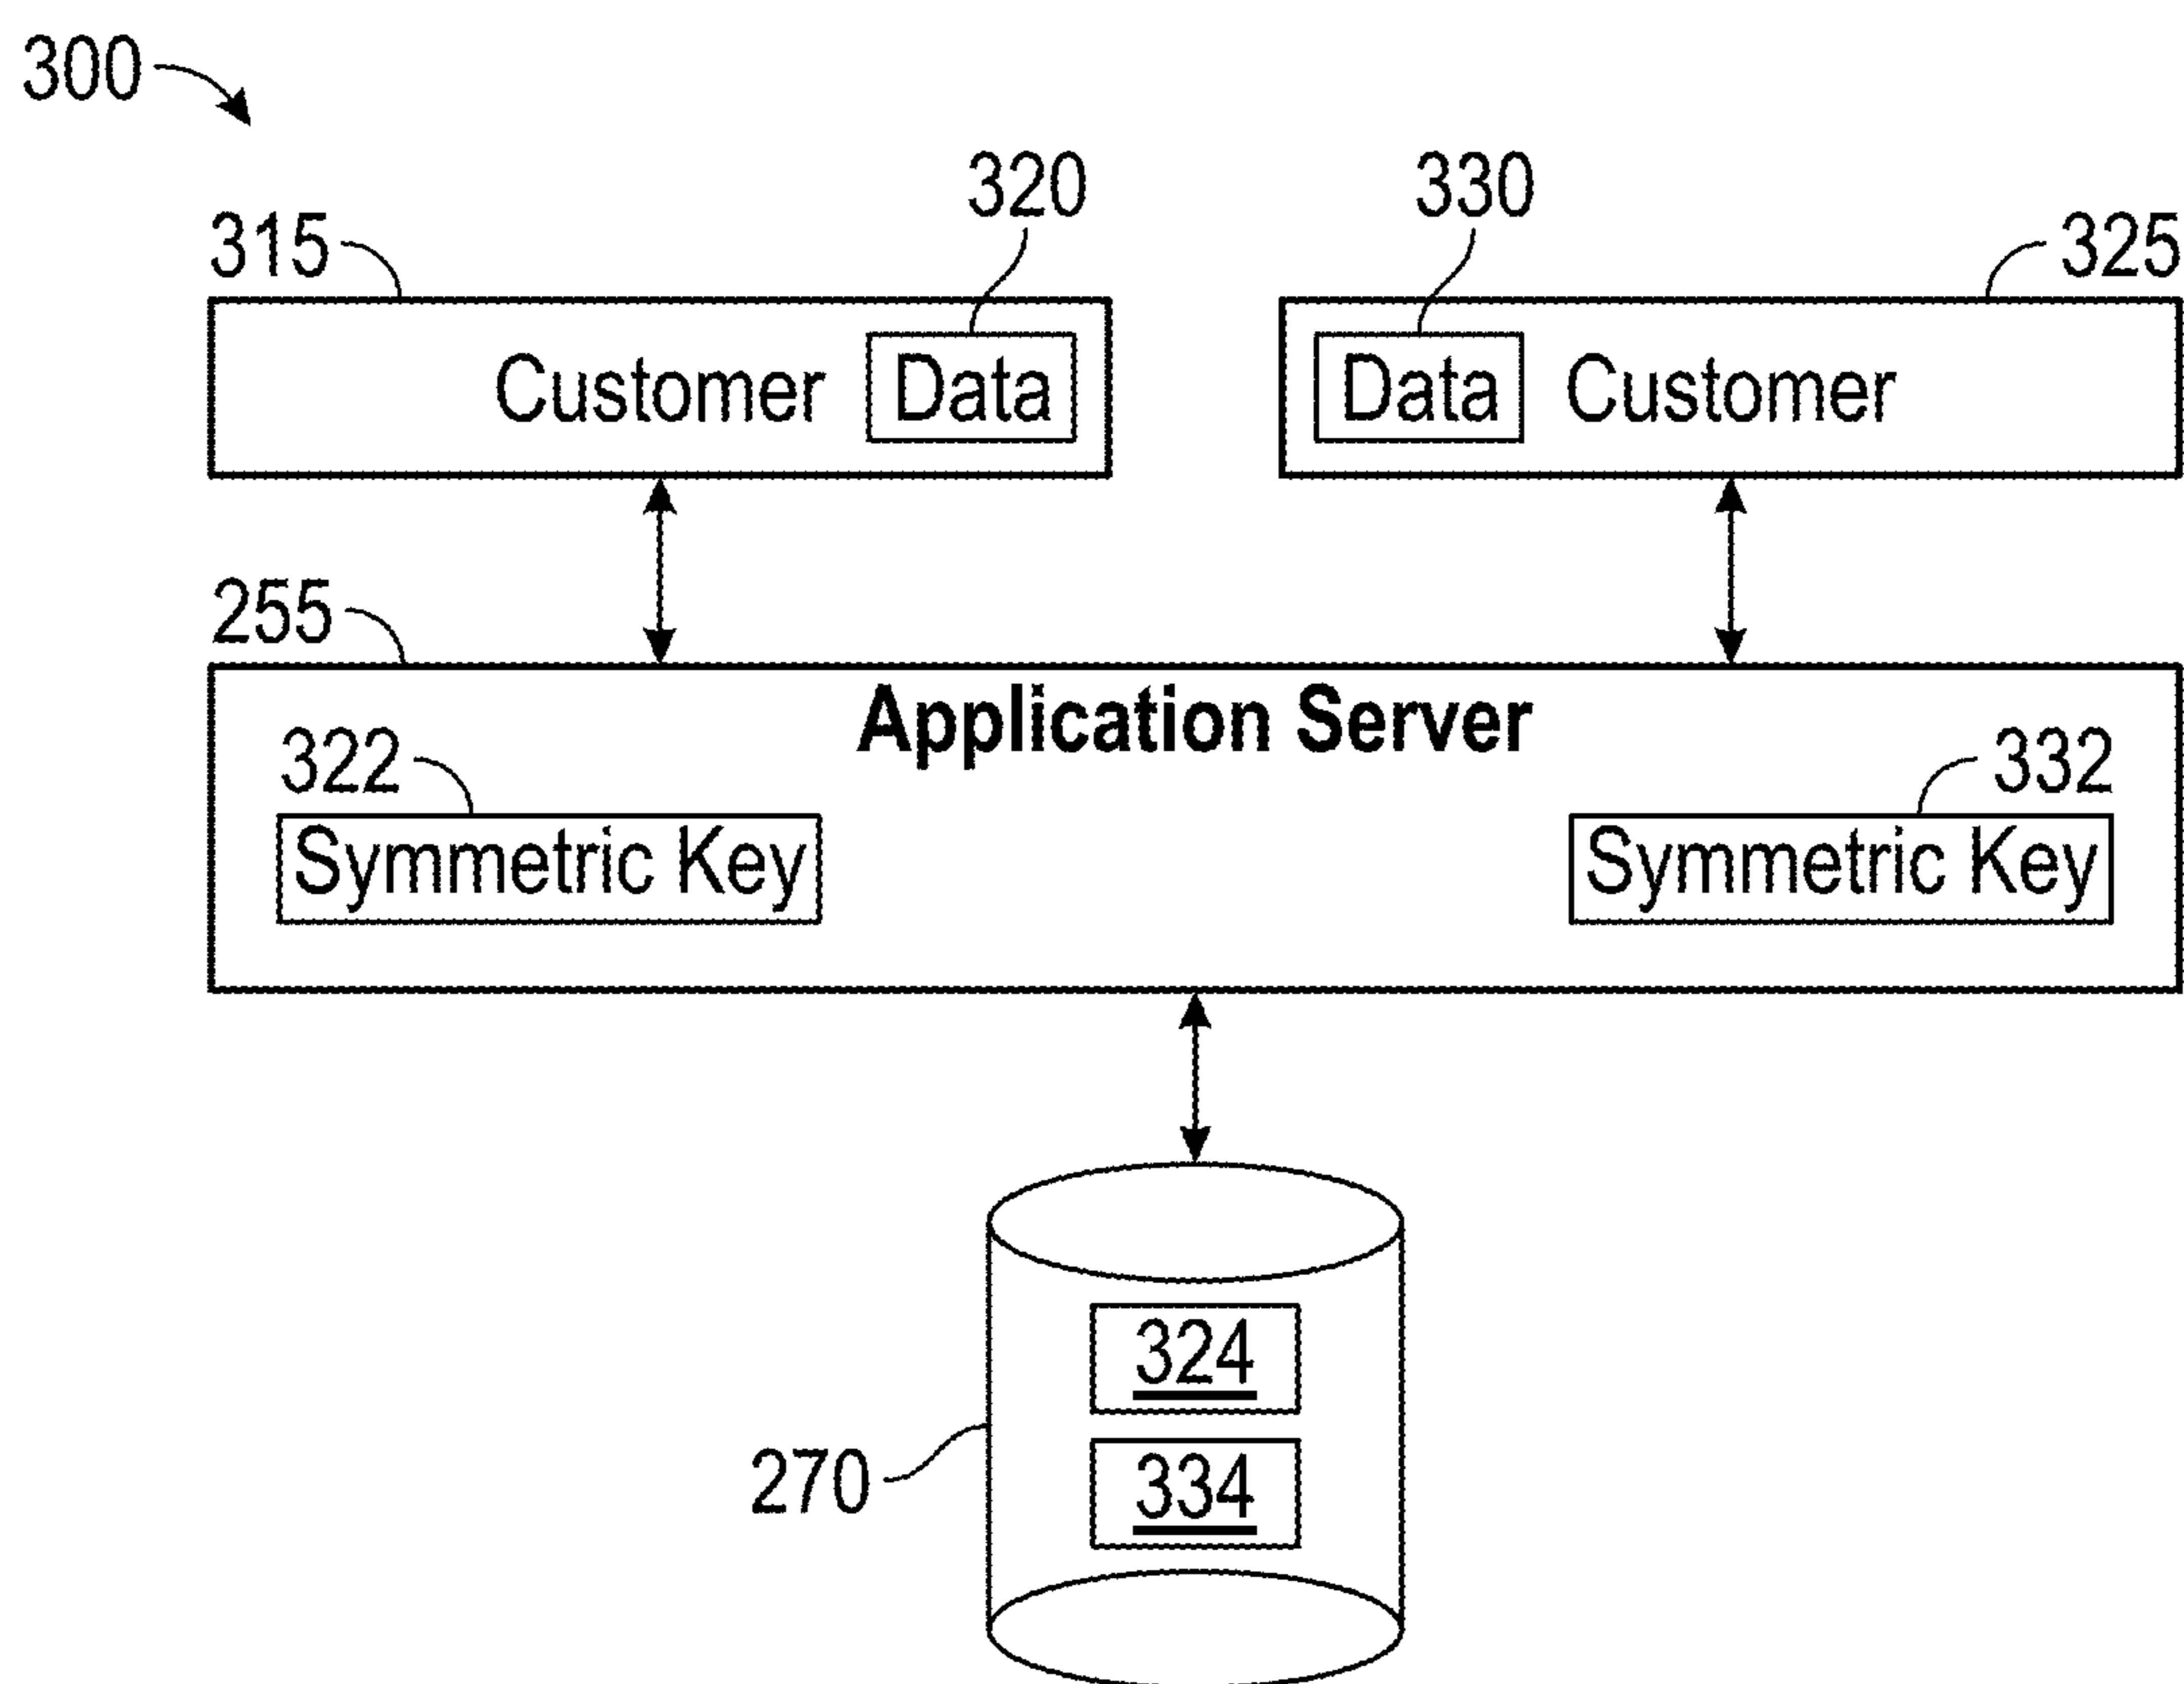 300
320
330
315
325
Customer
Data
Data
Customer
255
Application Server
322
332
Symmetric Key
Symmetric Key
324
270
334